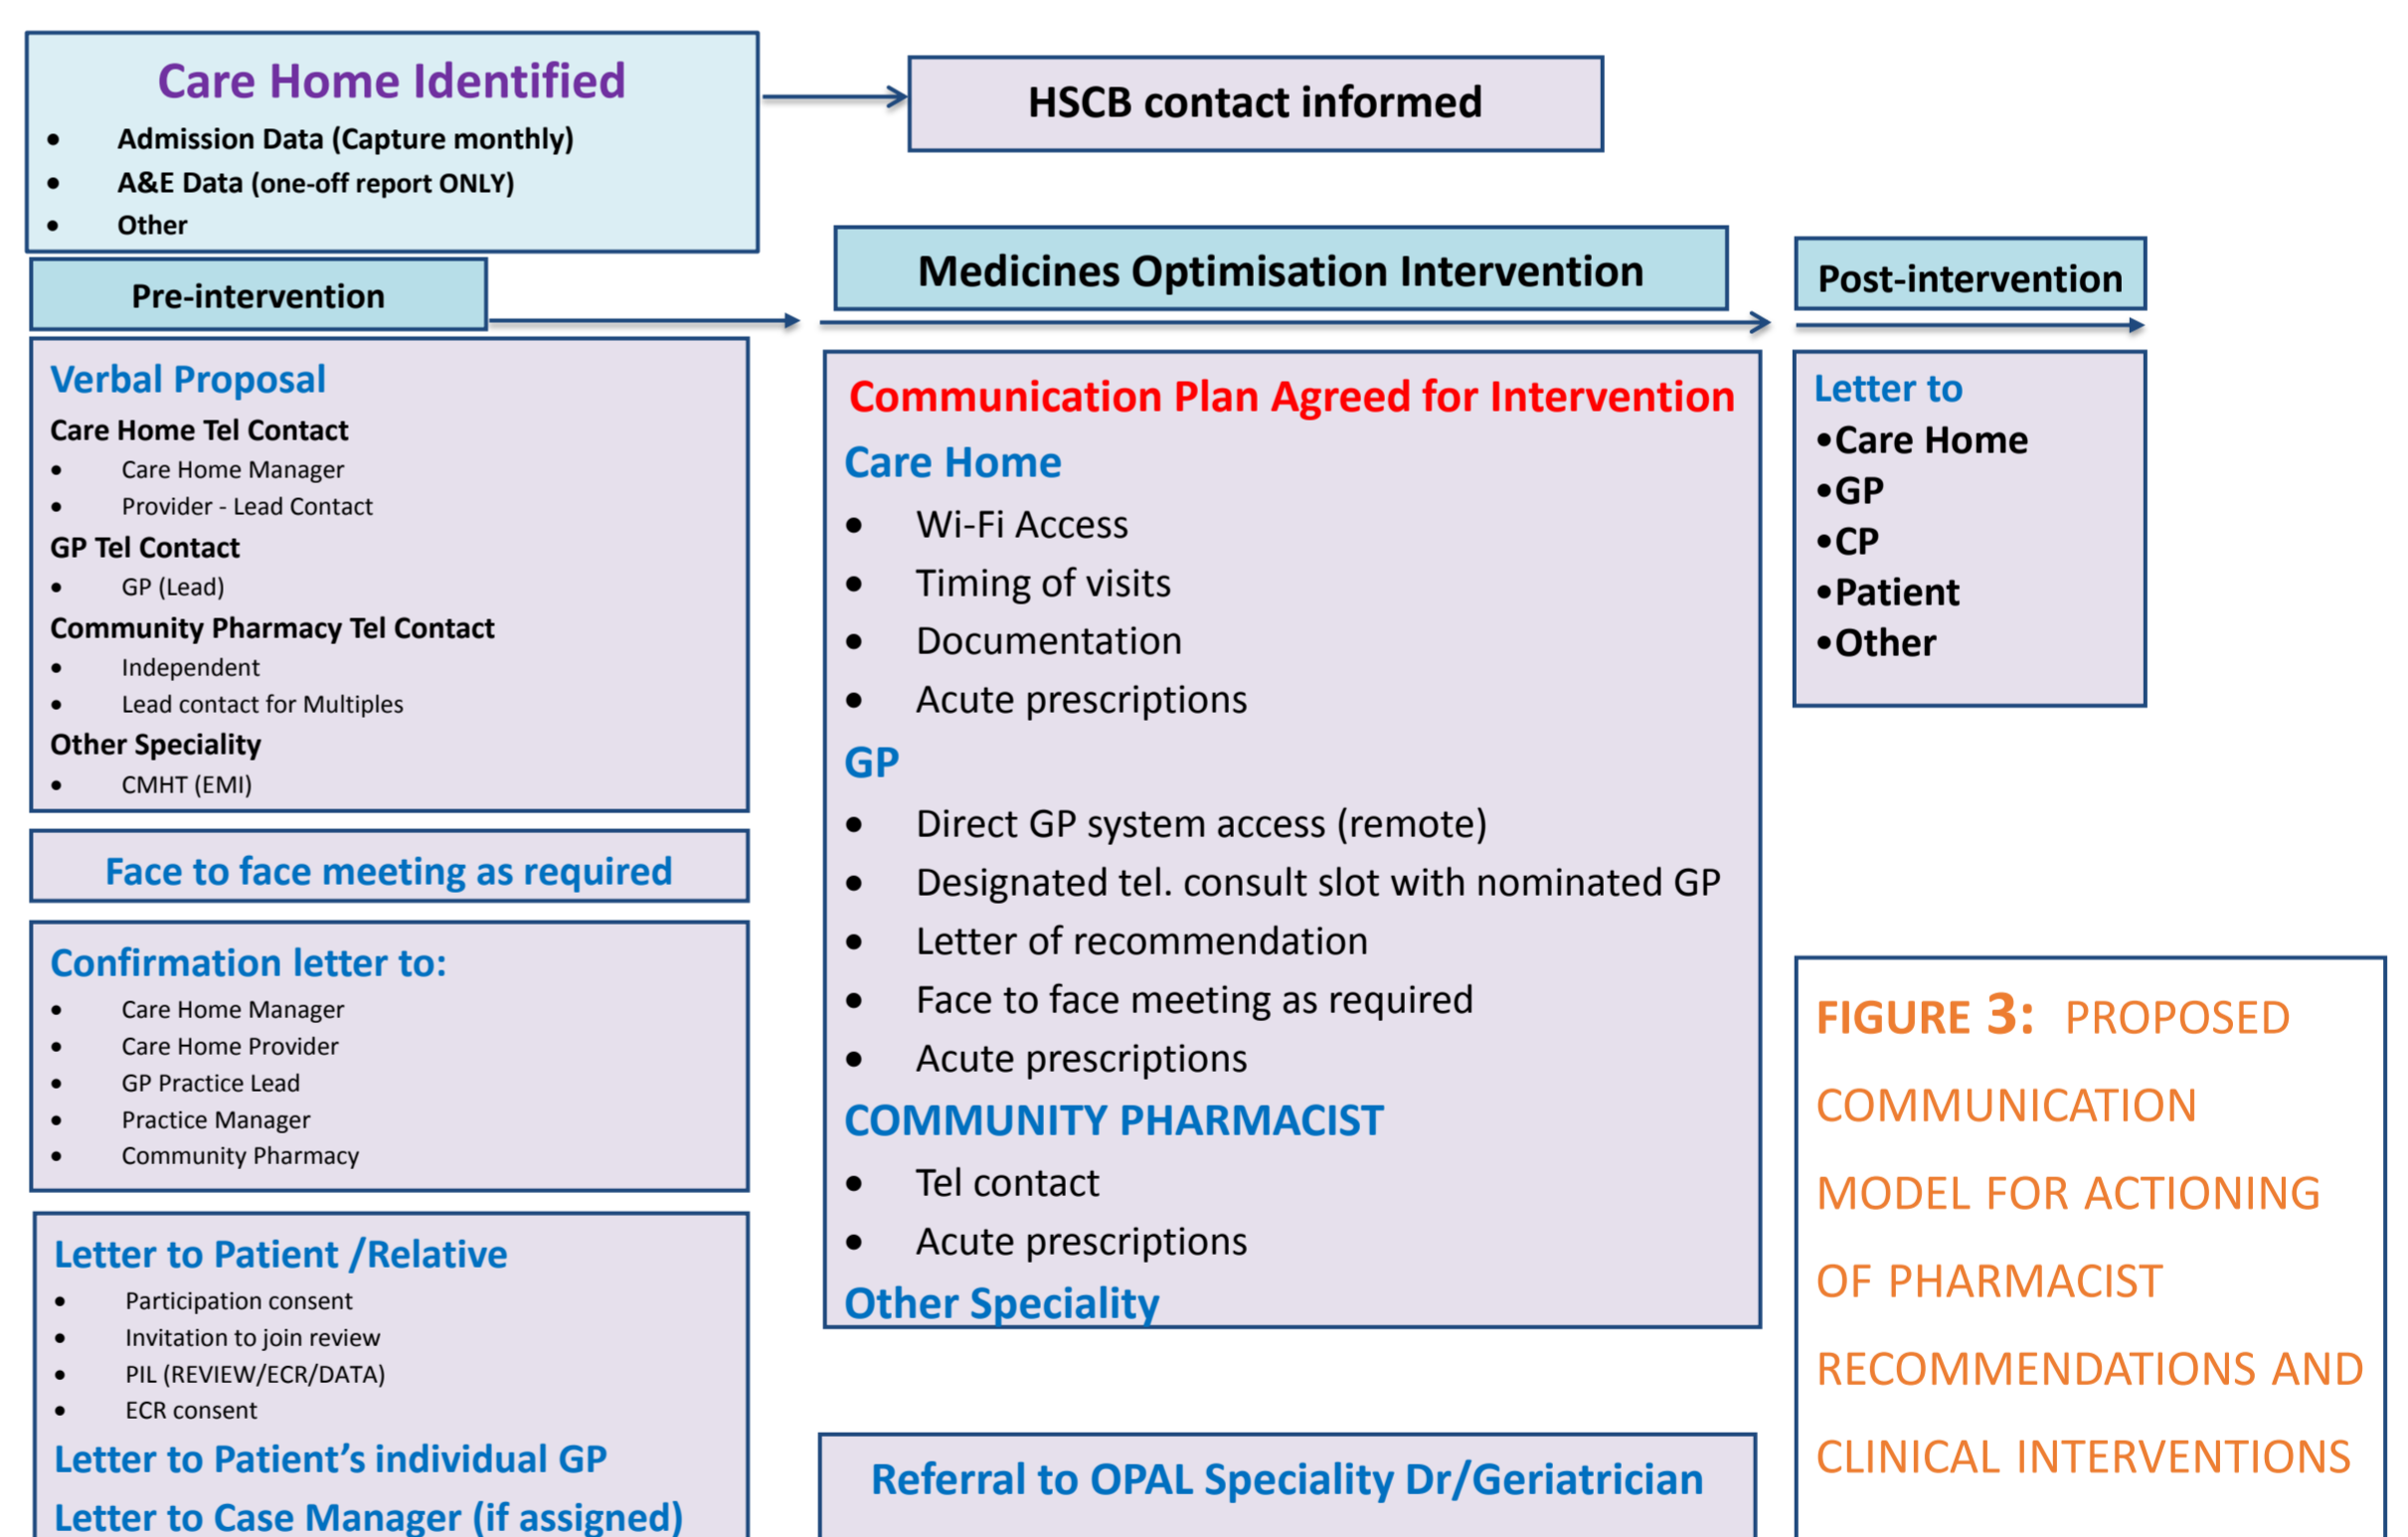 Care Home Identified
• Admission Data (Capture monthly)
• A&E Data (one-off report ONLY)
• Other
HSCB contact informed
Pre-intervention
Verbal Proposal
Care Home Tel Contact
• Care Home Manager
• Provider - Lead Contact
GP Tel Contact
• GP (Lead)
Community Pharmacy Tel Contact
• Independent
• Lead contact for Multiples
Other Speciality
• CMHT (EMI)
Face to face meeting as required
Confirmation letter to:
• Care Home Manager
• Care Home Provider
• GP Practice Lead
• Practice Manager
• Community Pharmacy
Letter to Patient /Relative
• Participation consent
• Invitation to join review
• PIL (REVIEW/ECR/DATA)
• ECR consent
Letter to Patient’s individual GP
Letter to Case Manager (if assigned)
Medicines Optimisation Intervention
Communication Plan Agreed for Intervention
Care Home
• Wi-Fi Access
• Timing of visits
• Documentation
• Acute prescriptions
GP
• Direct GP system access (remote)
• Designated tel. consult slot with nominated GP
• Letter of recommendation
• Face to face meeting as required
• Acute prescriptions
COMMUNITY PHARMACIST
• Tel contact
• Acute prescriptions
Other Speciality
Referral to OPAL Speciality Dr/Geriatrician
Post-intervention
Letter to
•Care Home
•GP
•CP
•Patient
•Other
FIGURE 3: PROPOSED
COMMUNICATION
MODEL FOR ACTIONING
OF PHARMACIST
RECOMMENDATIONS AND
CLINICAL INTERVENTIONS